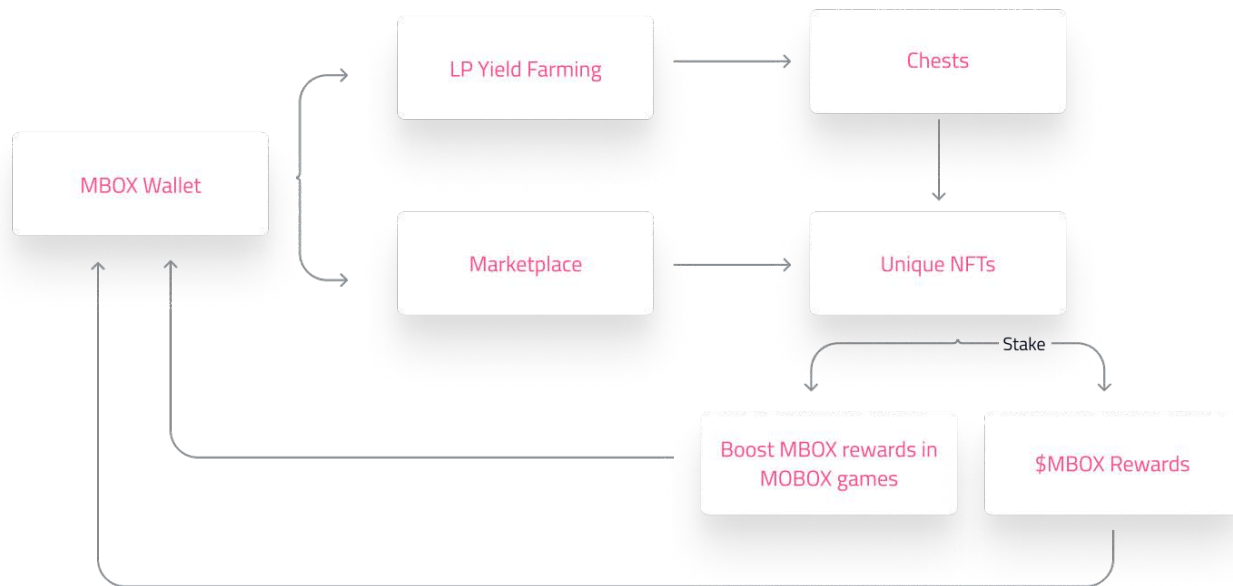 LP Yield Farming
Chests
MBOX Wallet
Marketplace
Unique NFTs
Stake
Boost MBOX rewards in
MOBOX games
$MBOX Rewards